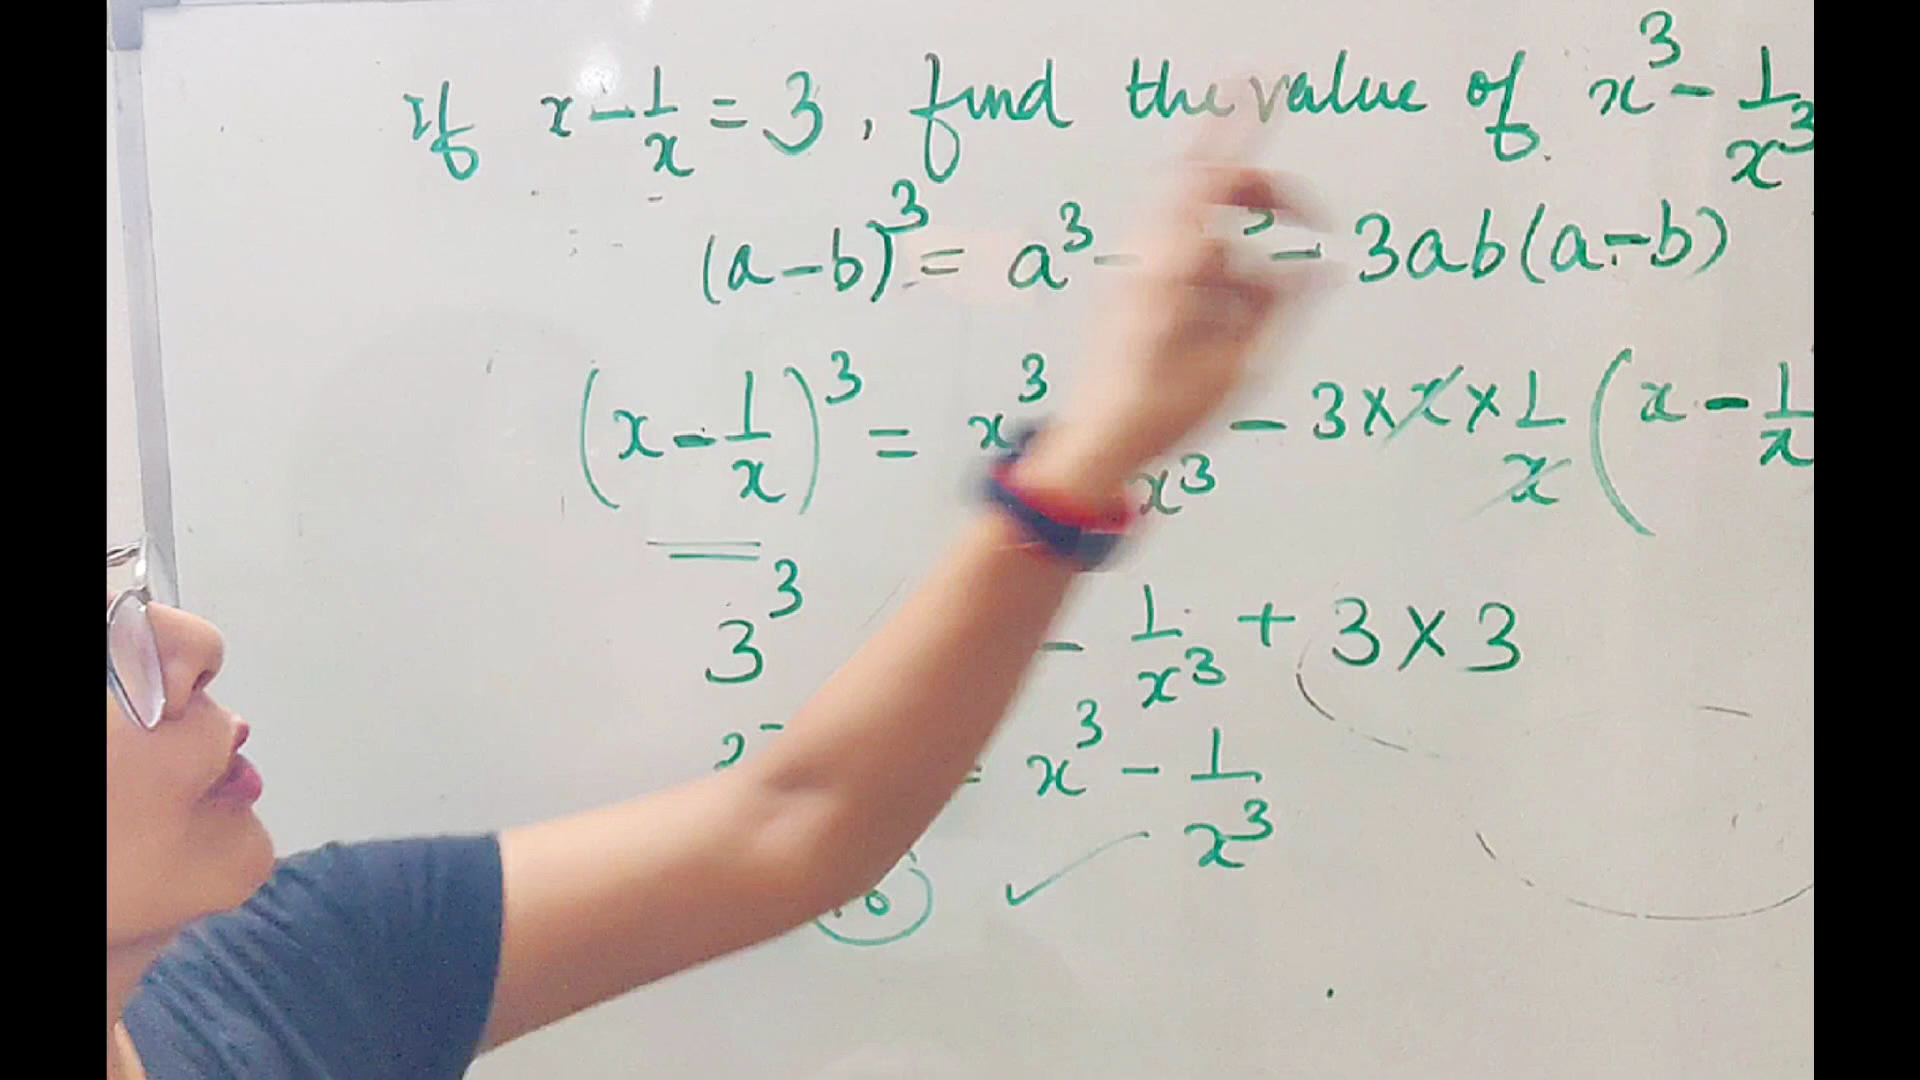 If x - 1/x = 3, find the value of x³ - 1/x³
(a-b)³ = a³ - ³ - 3ab(a-b)
(x - 1/x)³ = x³ x³ - 3 × x × 1/x (x - 1/x
3³ - 1/x³ + 3 × 3
= x³ - 1/x³